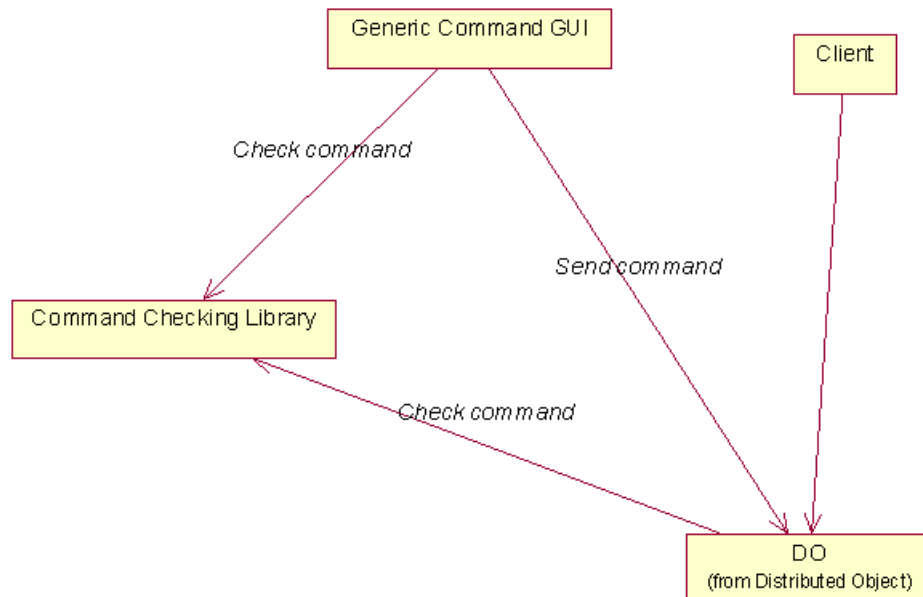 Generic Command GUI
Client
Check command
Send command
Command Checking Library
Check command
DO
(from Distributed Object)